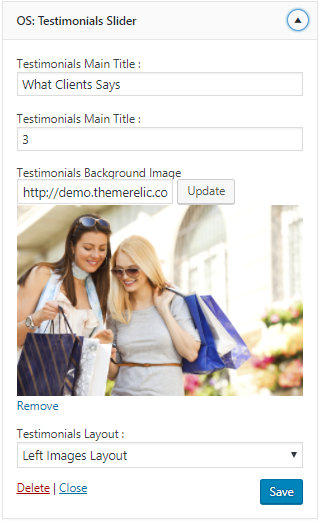 OS: Testimonials Slider
Testimonials Main Title :
What Clients Says
Testimonials Main Title :
3
Testimonials Background Image
http://demo.themerelic.co Update
Remove
Testimonials Layout :
Left Images Layout
Delete | Close Save